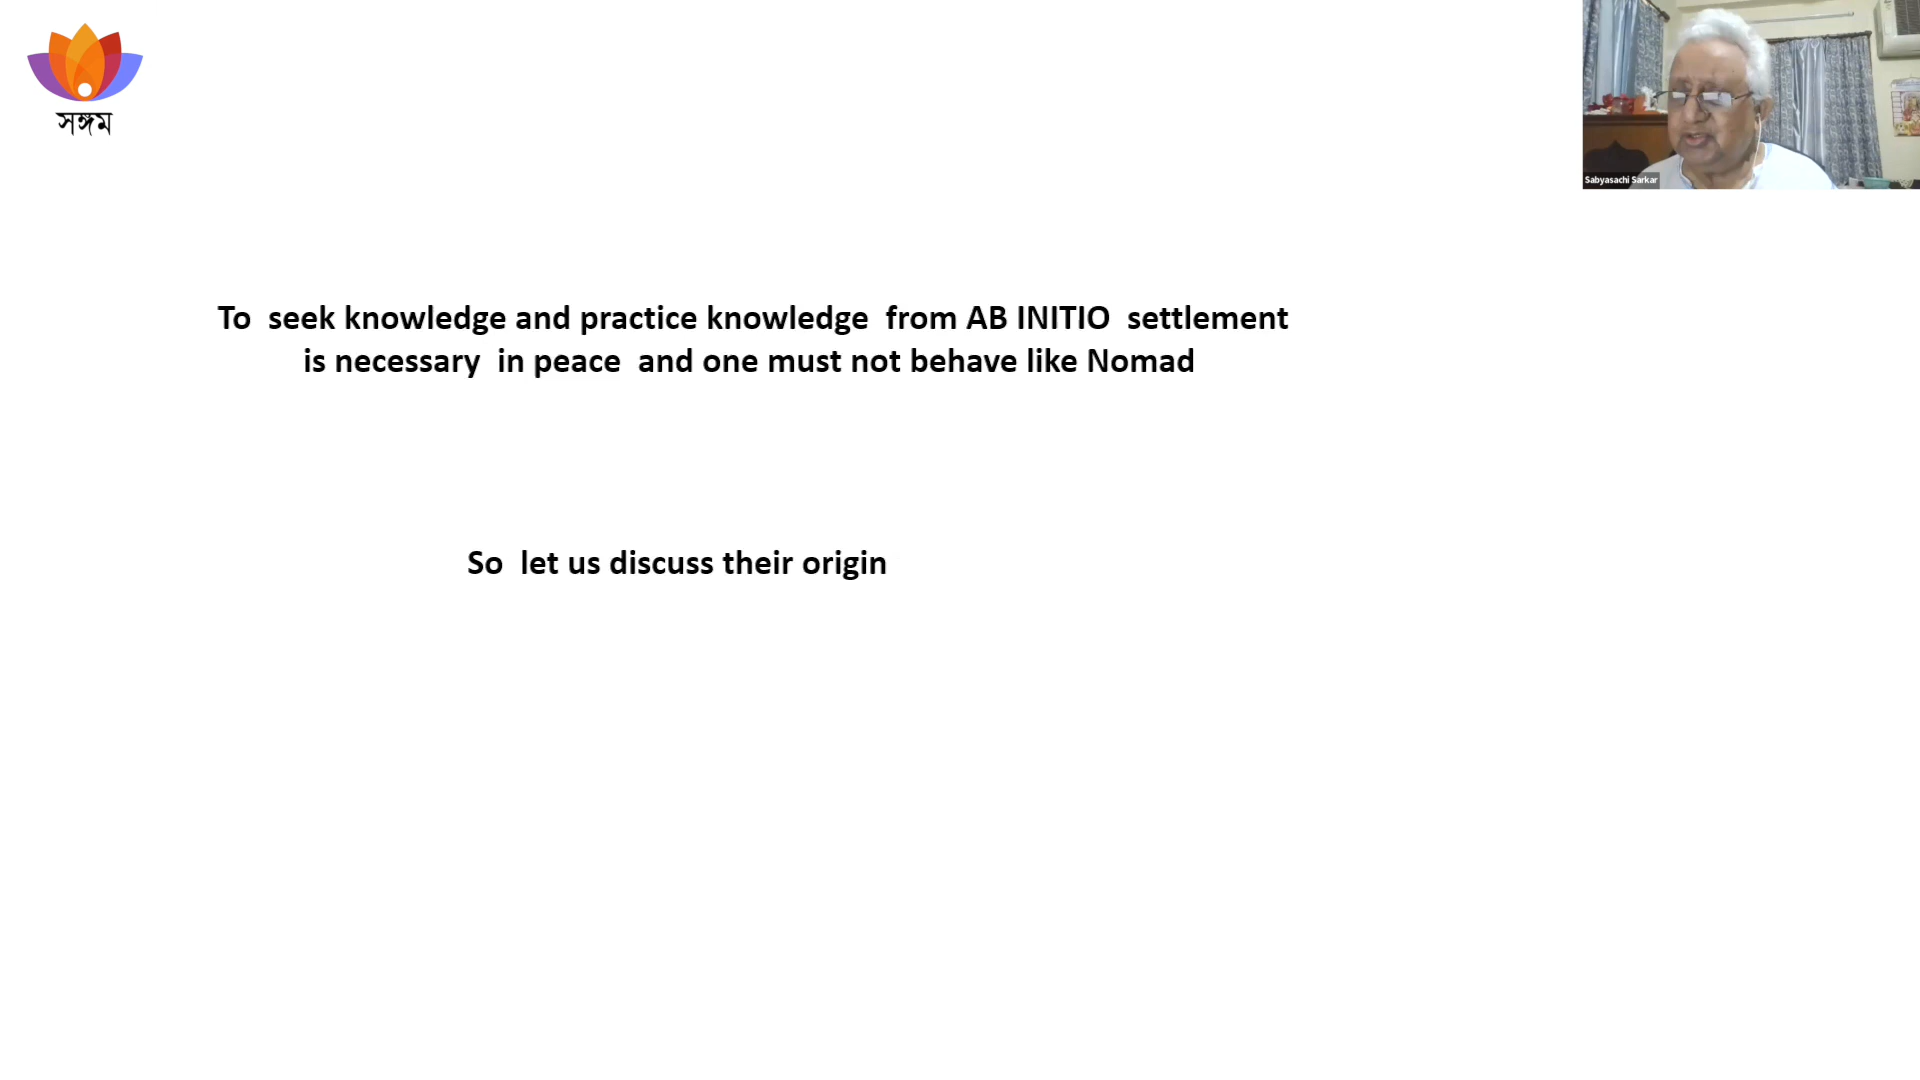 সঙ্গম
Sabyasachi Sarkar
To seek knowledge and practice knowledge from AB INITIO settlement
is necessary in peace and one must not behave like Nomad
So let us discuss their origin